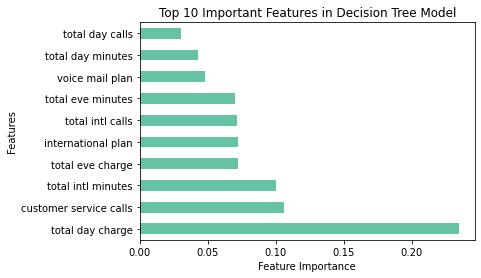 Top 10 Important Features in Decision Tree Model
total day calls
total day minutes
voice mail plan
total eve minutes
total intl calls
international plan
total eve charge
total intl minutes
customer service calls
total day charge
Features
0.00 0.05 0.10 0.15 0.20
Feature Importance